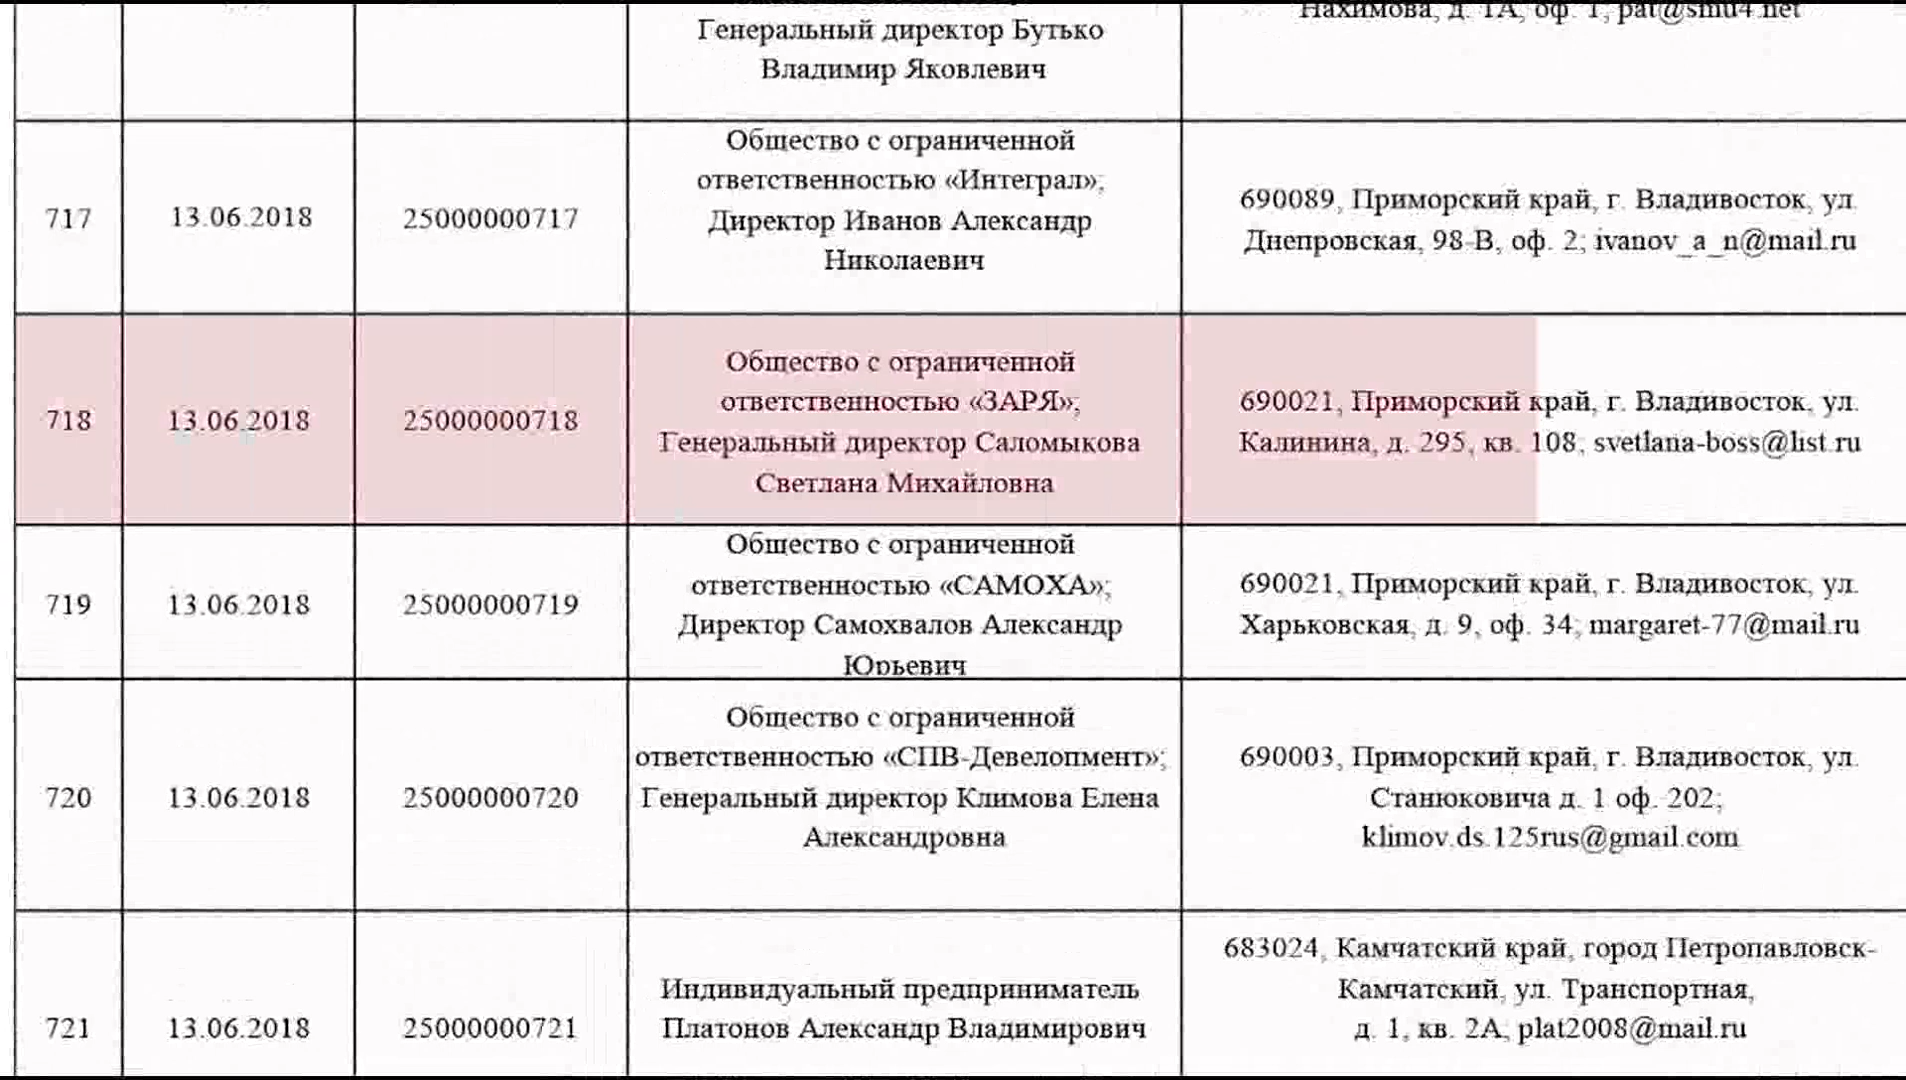 Генеральный директор Бутько
Владимир Яковлевич
Нахимова, д. 1А, оф. 1, pat@smu4.net
717
13.06.2018
25000000717
Общество с ограниченной
ответственностью «Интеграл»;
Директор Иванов Александр
Николаевич
690089, Приморский край, г. Владивосток, ул.
Днепровская, 98-В, оф. 2; ivanov_a_n@mail.ru
718
13.06.2018
25000000718
Общество с ограниченной
ответственностью «ЗАРЯ»;
Генеральный директор Саломыкова
Светлана Михайловна
690021, Приморский край, г. Владивосток, ул.
Калинина, д. 295, кв. 108; svetlana-boss@list.ru
719
13.06.2018
25000000719
Общество с ограниченной
ответственностью «САМОХА»;
Директор Самохвалов Александр
Юрьевич
690021, Приморский край, г. Владивосток, ул.
Харьковская, д. 9, оф. 34; margaret-77@mail.ru
720
13.06.2018
25000000720
Общество с ограниченной
ответственностью «СПВ-Девелопмент»;
Генеральный директор Климова Елена
Александровна
690003, Приморский край, г. Владивосток, ул.
Станюковича д. 1 оф. 202;
klimov.ds.125rus@gmail.com
721
13.06.2018
25000000721
Индивидуальный предприниматель
Платонов Александр Владимирович
683024, Камчатский край, город Петропавловск-
Камчатский, ул. Транспортная,
д. 1, кв. 2А; plat2008@mail.ru